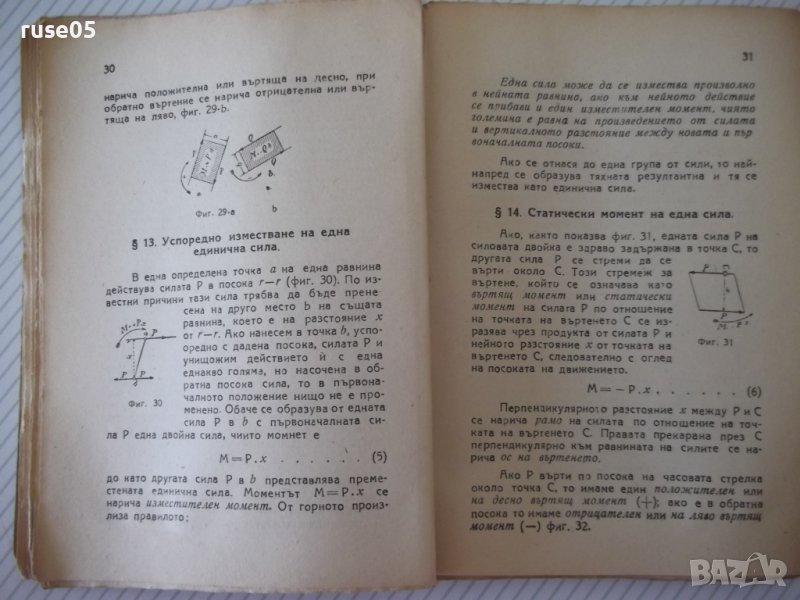 ruse05
30
нарича положителна или въртяща на десно, при
обратно въртение се нарича отрицателна или вър-
тяща на ляво, фиг. 29-b.
Фиг. 29-a
b
§ 13. Успоредно изместване на една
единична сила.
В една определена точка a на една равнина
действува силата P в посока r—r (фиг. 30). По из-
вестни причини тази сила трябва да бъде прене-
сена на друго место b на същата
равнина, което е на разстояние x
от r—r. Ако нанесем в точка b, успо-
редно с дадена посока, силата P и
унищожим действието ѝ с една
еднакво голяма, но насочена в об-
ратна посока сила, то в първона-
чалното положение нищо не е про-
менено. Обаче се образува от едната
сила P в b с първоначалната си-
ла P една двойна сила, чиито момнет е
Фиг. 30
M=P.x . . . . . . . (5)
до като другата сила P в b представлява преме-
стената единична сила. Моментът M=P.x се
нарича изместителен момент. От горното произ-
лиза правилото:
31
Една сила може да се измества произволно
в нейната равнина, ако към нейното действие
се прибави и един изместителен момент, чиято
големина е равна на произведението от силата
и вертикалното разстояние между новата и пър
воначалната посоки.
Ако се отнася до една група от сили, то най-
напред се образува тяхната резултантна и тя се
измества като единична сила.
§ 14. Статически момент на една сила.
Ако, както показва фиг. 31, едната сила P на
силовата двойка е здраво задържана в точка C, то
другата сила P се стреми да се
върти около C. Този стремеж за
въртене, който се означава като
въртящ момент или статически
момент на силата P по отношение
на точката на въртенето C се из-
разява чрез продукта от силата P и
нейното разстояние x от точката на
въртенето C, следователно с оглед
на посоката на движението.
Фиг. 31
M=−P.x . . . . . . (6)
Перпендикулярното разстояние x между P и C
се нарича рамо на силата по отношение на точ-
ката на въртенето C. Правата прекарана през C
перпендикулярно към равнината на силите се на-
рича ос на въртенето.
Ако P върти по посока на часовата стрелка
около точка C, то имаме един положителен или
на десно въртящ момент (+); ако е в обратна
посока то имаме отрицателен или на ляво въртящ
момент (—) фиг. 32.
BAZAR
bazar.bg